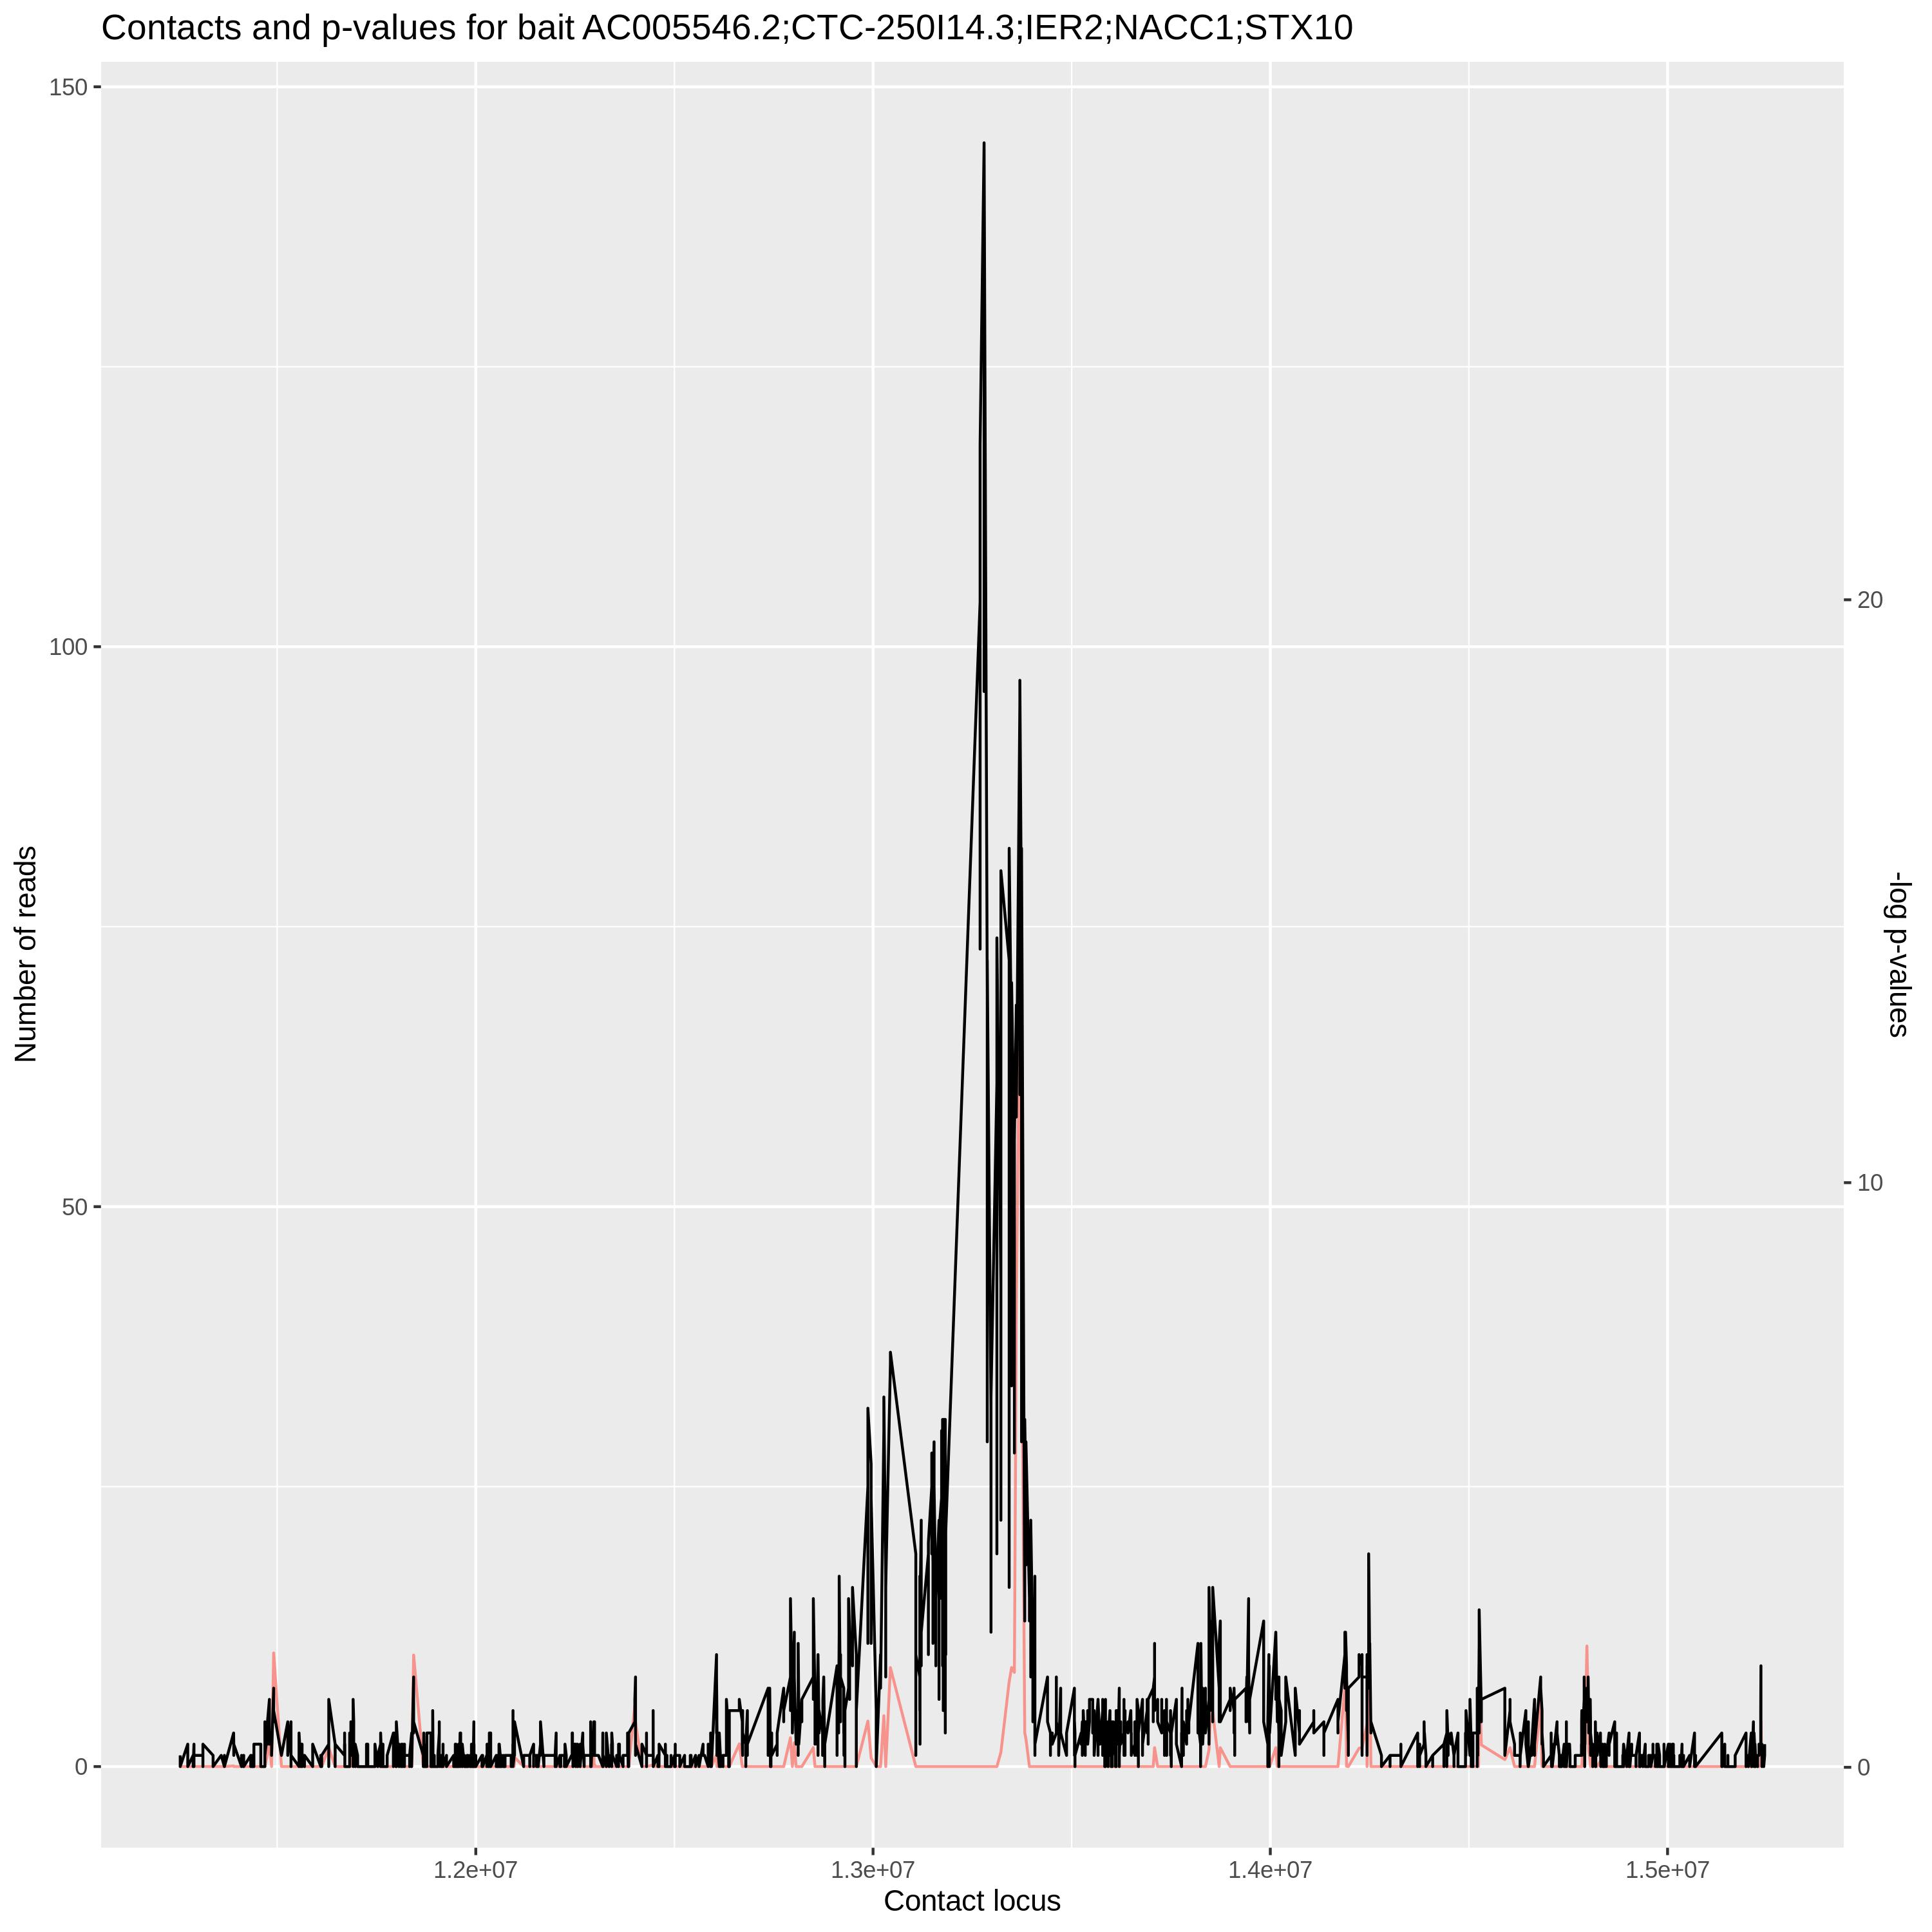 Contacts and p-values for bait AC005546.2;CTC-250I14.3;IER2;NACC1;STX10
150
100
50
0
Number of reads
20
10
0
-log p-values
1.2e+07
1.3e+07
1.4e+07
1.5e+07
Contact locus